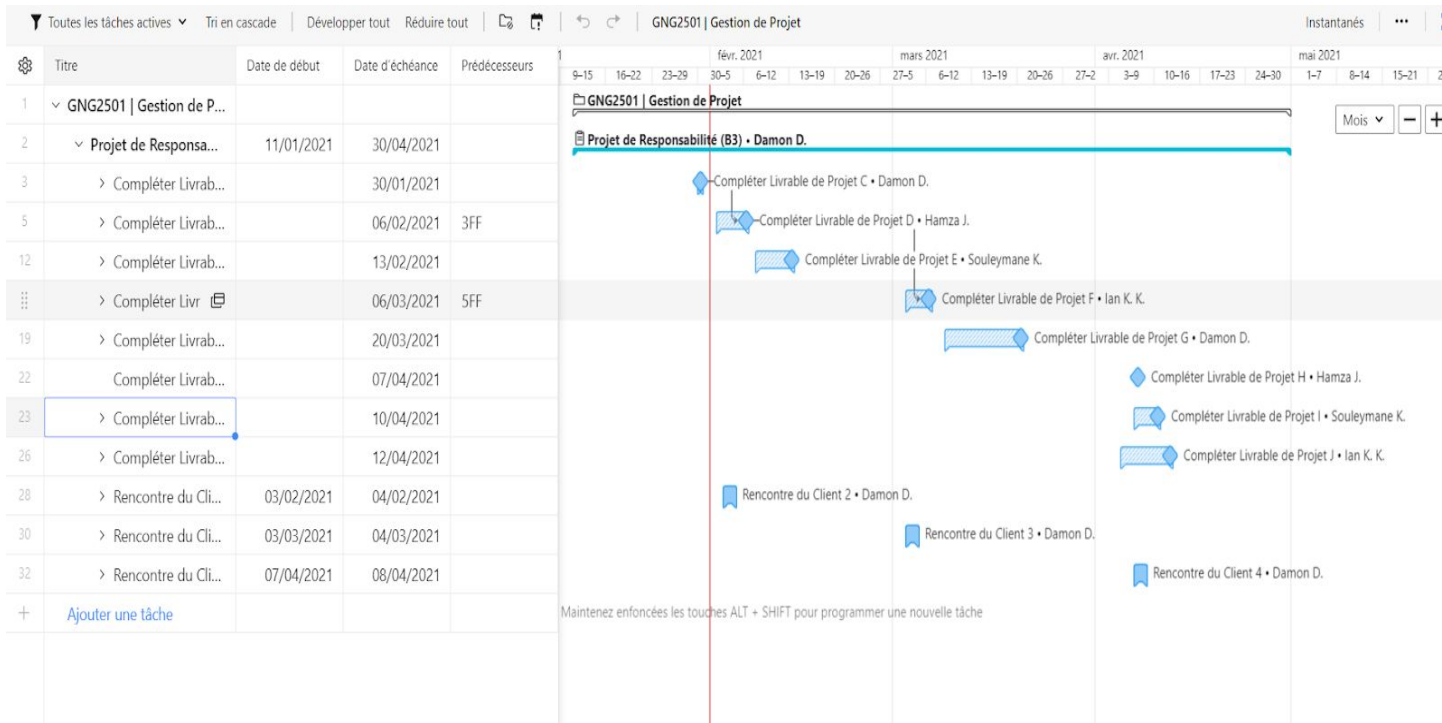 Toutes les tâches actives Tri en cascade Développer tout Réduire tout GNG2501 | Gestion de Projet Instantanés •••
Titre Date de début Date d'échéance Prédécesseurs
1 févr. 2021 mars 2021 avr. 2021 mai 2021
9–15 16–22 23–29 30–5 6–12 13–19 20–26 27–5 6–12 13–19 20–26 27–2 3–9 10–16 17–23 24–30 1–7 8–14 15–21 2
1 GNG2501 | Gestion de P... GNG2501 | Gestion de Projet
Mois
2 Projet de Responsa... 11/01/2021 30/04/2021 Projet de Responsabilité (B3) • Damon D.
3 Compléter Livrab... 30/01/2021 Compléter Livrable de Projet C • Damon D.
5 Compléter Livrab... 06/02/2021 3FF Compléter Livrable de Projet D • Hamza J.
12 Compléter Livrab... 13/02/2021 Compléter Livrable de Projet E • Souleymane K.
Compléter Livr 06/03/2021 5FF Compléter Livrable de Projet F • Ian K. K.
19 Compléter Livrab... 20/03/2021 Compléter Livrable de Projet G • Damon D.
22 Compléter Livrab... 07/04/2021 Compléter Livrable de Projet H • Hamza J.
23 Compléter Livrab... 10/04/2021 Compléter Livrable de Projet I • Souleymane K.
26 Compléter Livrab... 12/04/2021 Compléter Livrable de Projet J • Ian K. K.
28 Rencontre du Cli... 03/02/2021 04/02/2021 Rencontre du Client 2 • Damon D.
30 Rencontre du Cli... 03/03/2021 04/03/2021 Rencontre du Client 3 • Damon D.
32 Rencontre du Cli... 07/04/2021 08/04/2021 Rencontre du Client 4 • Damon D.
Ajouter une tâche Maintenez enfoncées les touches ALT + SHIFT pour programmer une nouvelle tâche